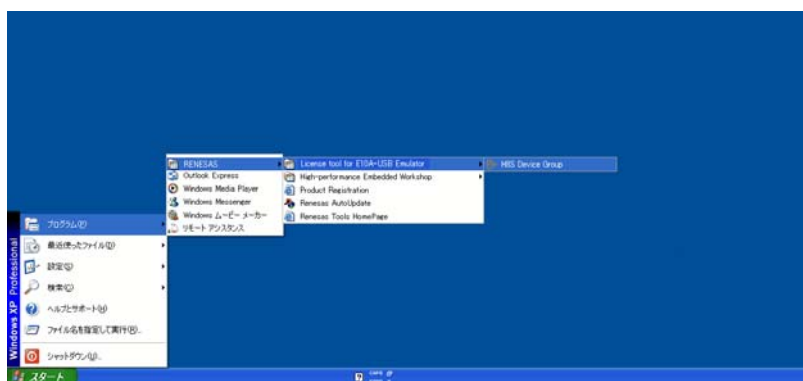 RENESAS
Outlook Express
Windows Media Player
Windows Messenger
Windows ムービー メーカー
リモート アシスタンス
License tool for E10A-USB Emulator
High-performance Embedded Workshop
Product Registration
Renesas AutoUpdate
Renesas Tools HomePage
H8S Device Group
プログラム(P)
最近使ったファイル(D)
設定(S)
検索(C)
ヘルプとサポート(H)
ファイル名を指定して実行(R)...
シャットダウン(U)...
Windows XP Professional
スタート